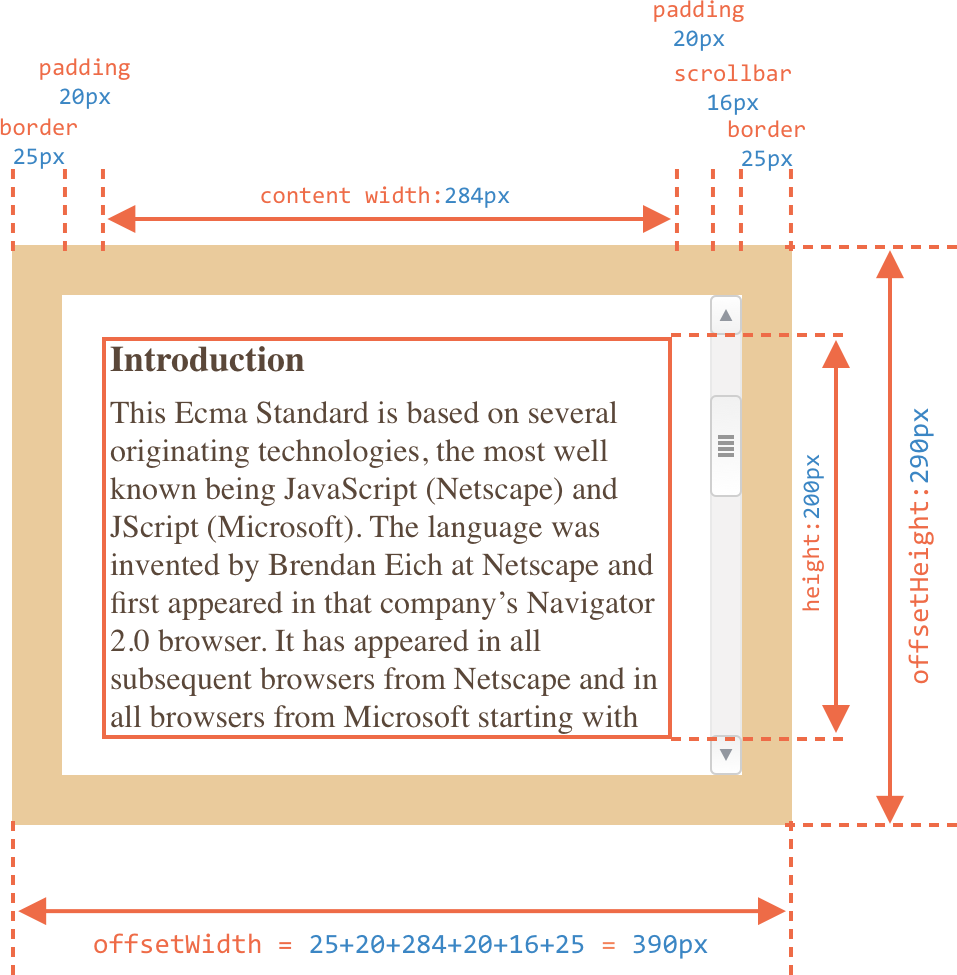 padding
20px
scrollbar
16px
border
25px
padding
20px
border
25px
content width:284px
Introduction
This Ecma Standard is based on several
originating technologies, the most well
known being JavaScript (Netscape) and
JScript (Microsoft). The language was
invented by Brendan Eich at Netscape and
first appeared in that company’s Navigator
2.0 browser. It has appeared in all
subsequent browsers from Netscape and in
all browsers from Microsoft starting with
height:200px
offsetHeight:290px
offsetWidth = 25+20+284+20+16+25 = 390px